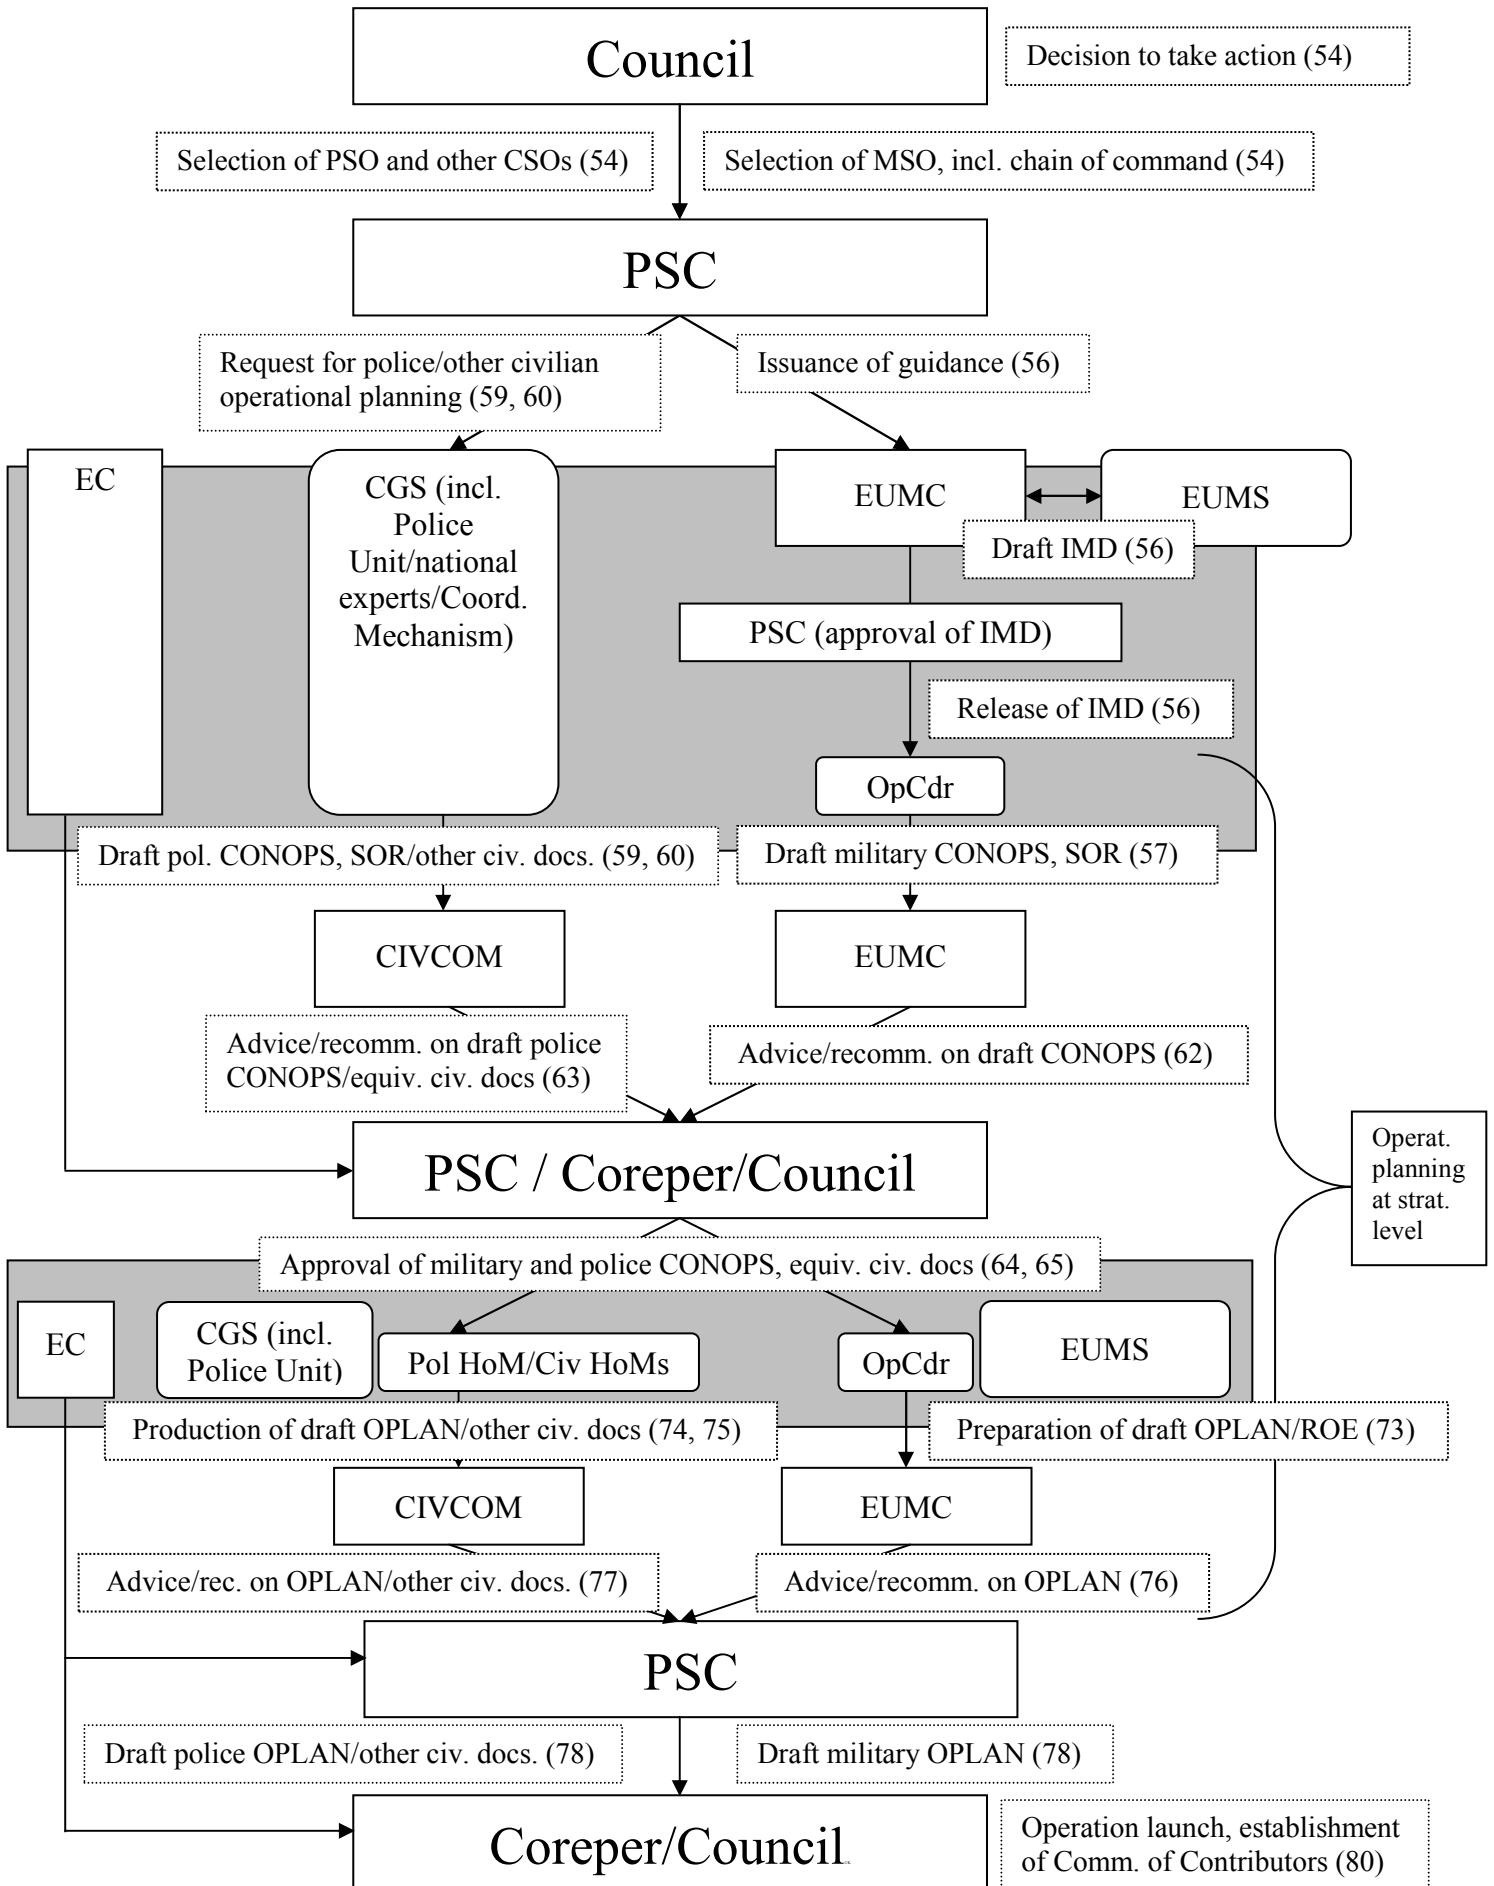 Council
Decision to take action (54)
Selection of PSO and other CSOs (54)
Selection of MSO, incl. chain of command (54)
PSC
Request for police/other civilian
operational planning (59, 60)
Issuance of guidance (56)
EC
CGS (incl.
Police
Unit/national
experts/Coord.
Mechanism)
EUMC
EUMS
Draft IMD (56)
PSC (approval of IMD)
Release of IMD (56)
OpCdr
Draft pol. CONOPS, SOR/other civ. docs. (59, 60)
Draft military CONOPS, SOR (57)
CIVCOM
EUMC
Advice/recomm. on draft police
CONOPS/equiv. civ. docs (63)
Advice/recomm. on draft CONOPS (62)
PSC / Coreper/Council
Operat.
planning
at strat.
level
Approval of military and police CONOPS, equiv. civ. docs (64, 65)
EC
CGS (incl.
Police Unit)
Pol HoM/Civ HoMs
OpCdr
EUMS
Production of draft OPLAN/other civ. docs (74, 75)
Preparation of draft OPLAN/ROE (73)
CIVCOM
EUMC
Advice/rec. on OPLAN/other civ. docs. (77)
Advice/recomm. on OPLAN (76)
PSC
Draft police OPLAN/other civ. docs. (78)
Draft military OPLAN (78)
Coreper/Council
Operation launch, establishment
of Comm. of Contributors (80)